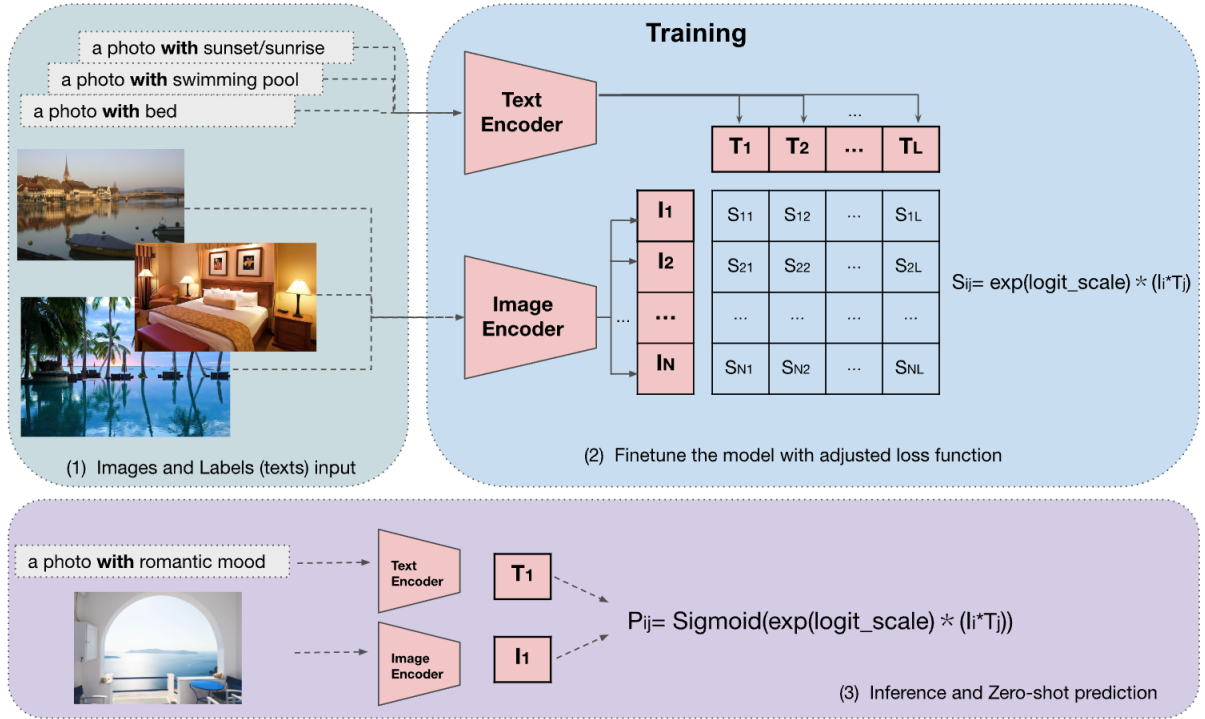 a photo with sunset/sunrise
a photo with swimming pool
a photo with bed
(1) Images and Labels (texts) input
Training
Text
Encoder
...
T1 T2 ... TL
Image
Encoder
...
I1
I2
...
IN
S11 S12 ... S1L
S21 S22 ... S2L
... ... ... ...
SN1 SN2 ... SNL
Sij= exp(logit_scale) * (Ii*Tj)
(2) Finetune the model with adjusted loss function
a photo with romantic mood
Text
Encoder
T1
Image
Encoder
I1
Pij= Sigmoid(exp(logit_scale) * (Ii*Tj))
(3) Inference and Zero-shot prediction